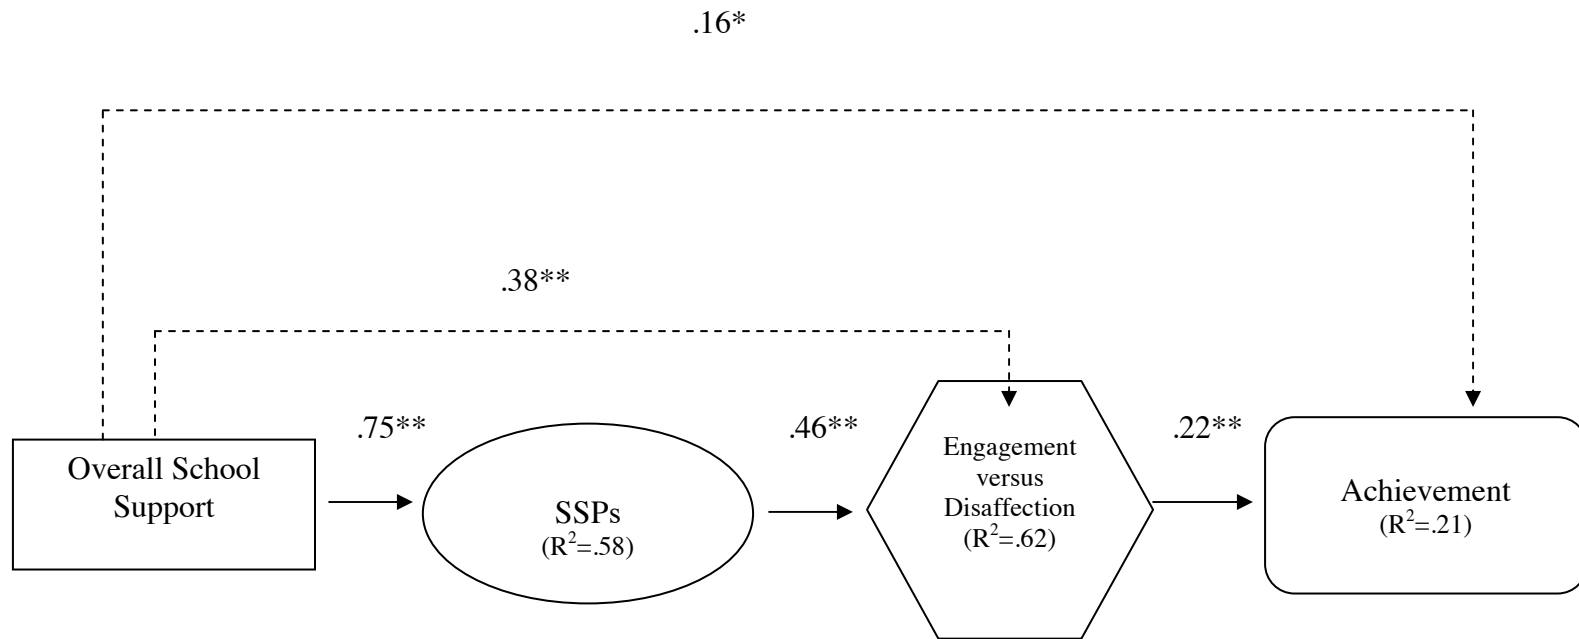 .16*
.38**
.75**
.46**
.22**
Overall School
Support
SSPs
(R²=.58)
Engagement
versus
Disaffection
(R²=.62)
Achievement
(R²=.21)